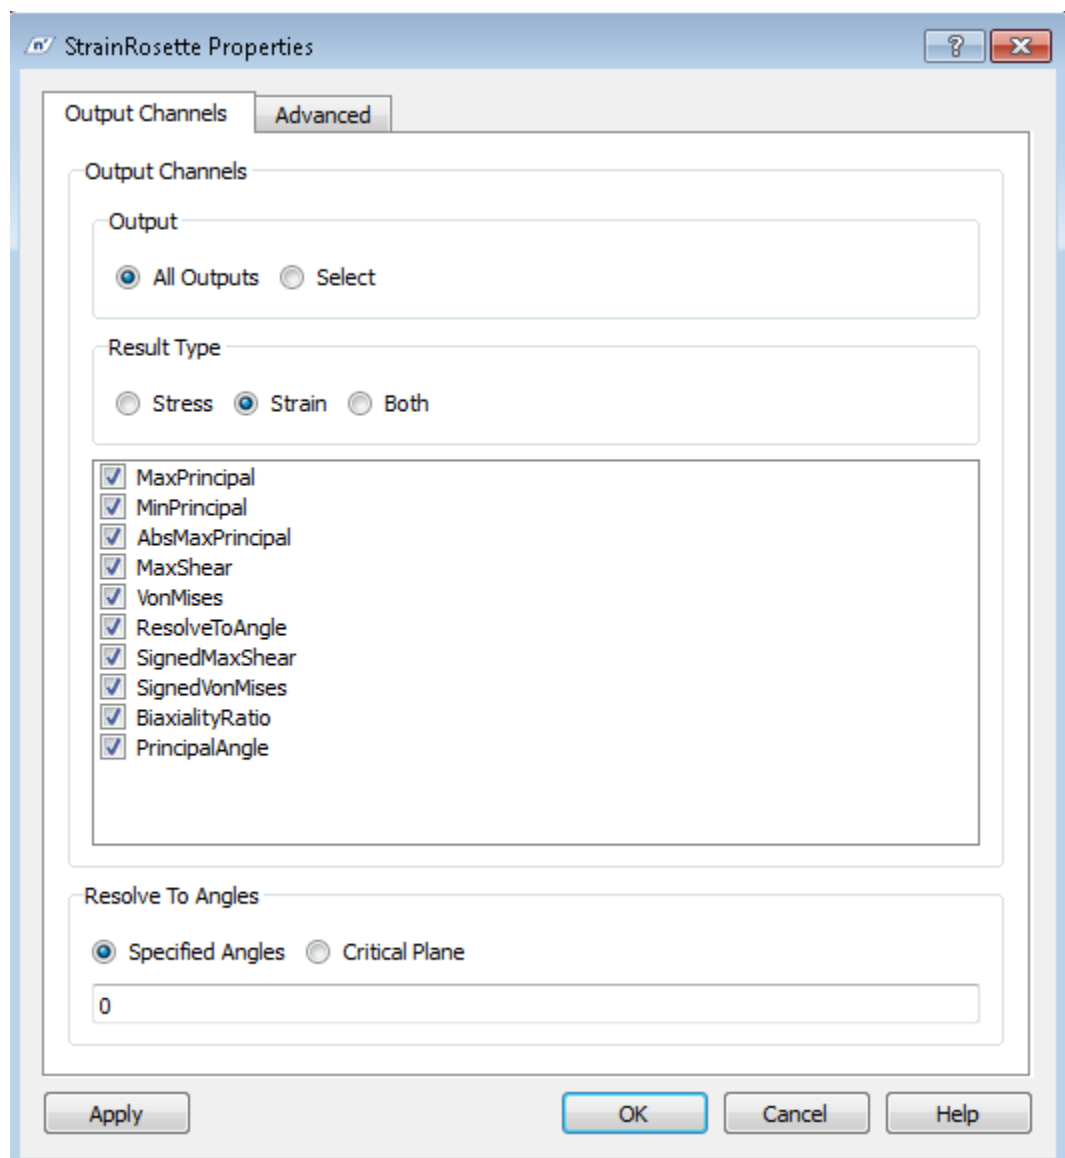 StrainRosette Properties
Output Channels Advanced
Output Channels
Output
All Outputs Select
Result Type
Stress Strain Both
MaxPrincipal
MinPrincipal
AbsMaxPrincipal
MaxShear
VonMises
ResolveToAngle
SignedMaxShear
SignedVonMises
BiaxialityRatio
PrincipalAngle
Resolve To Angles
Specified Angles Critical Plane
0
Apply OK Cancel Help